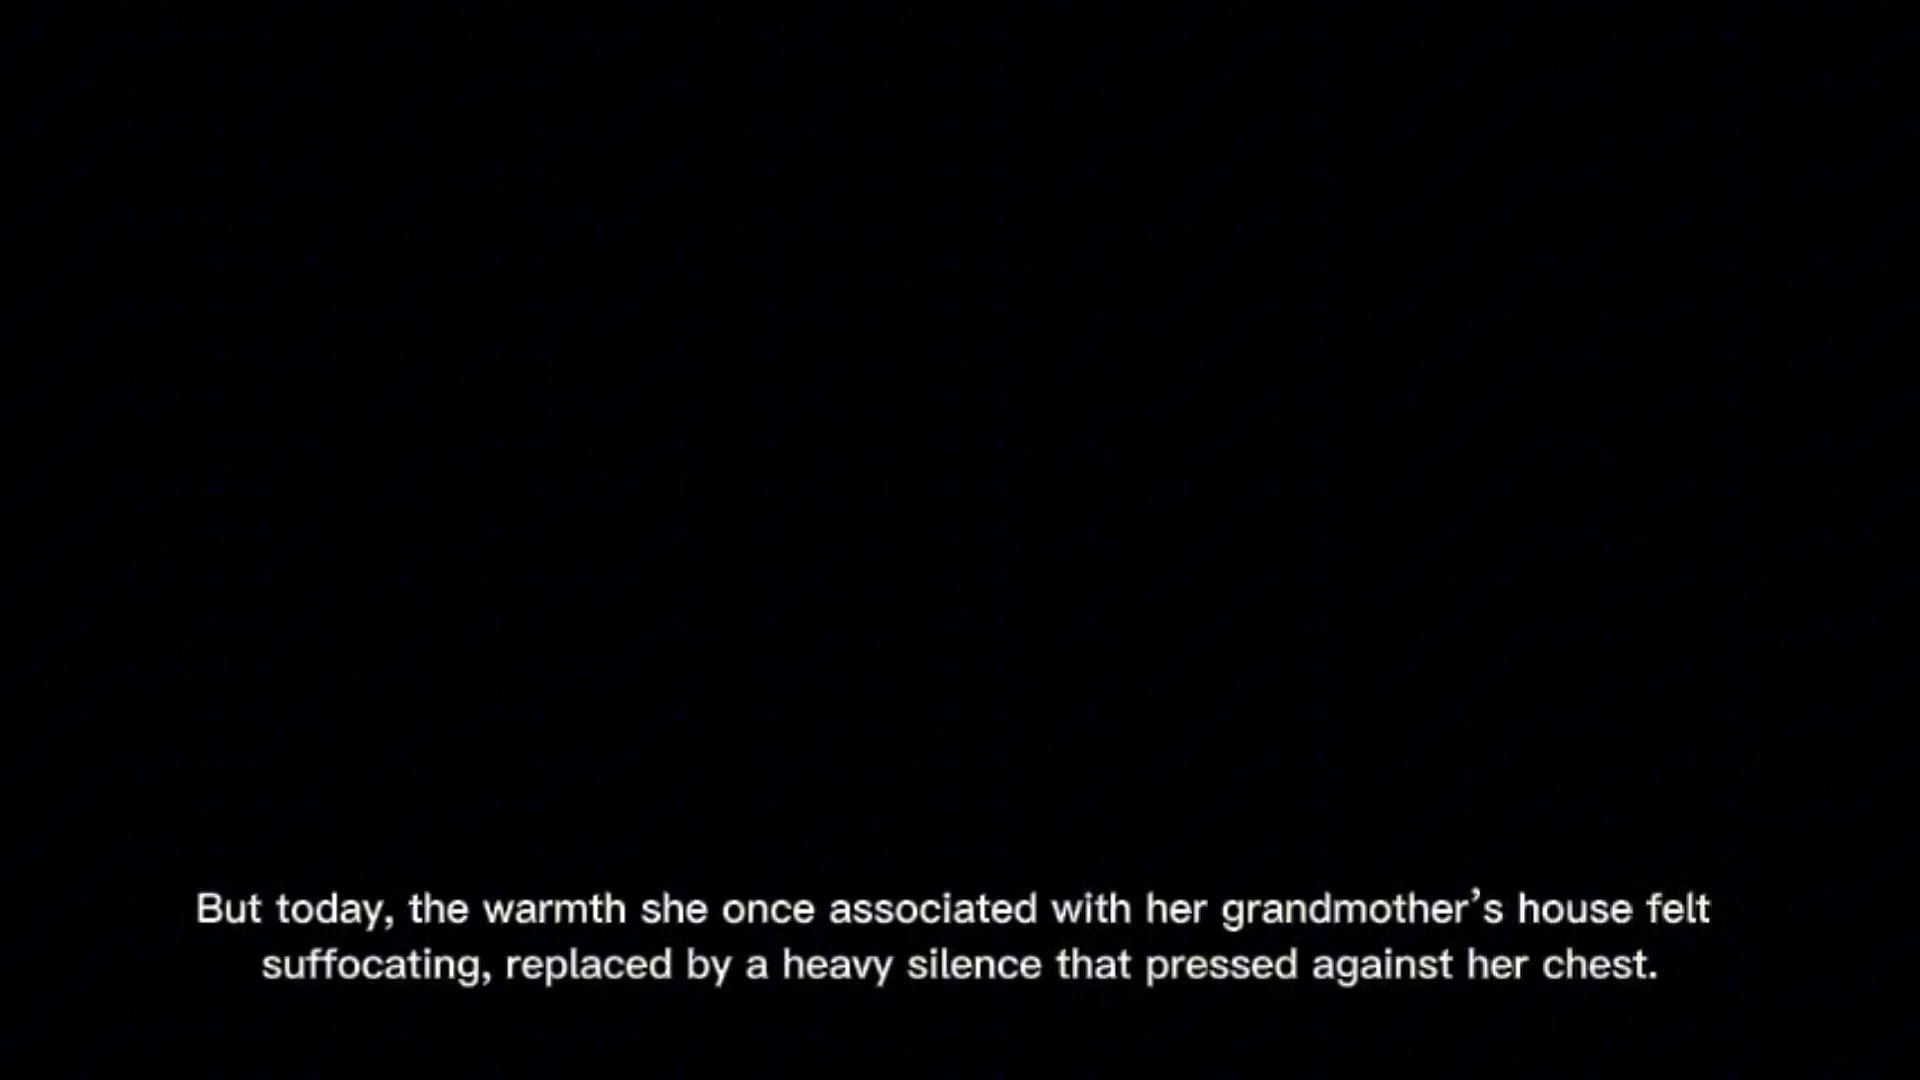 But today, the warmth she once associated with her grandmother’s house felt
suffocating, replaced by a heavy silence that pressed against her chest.